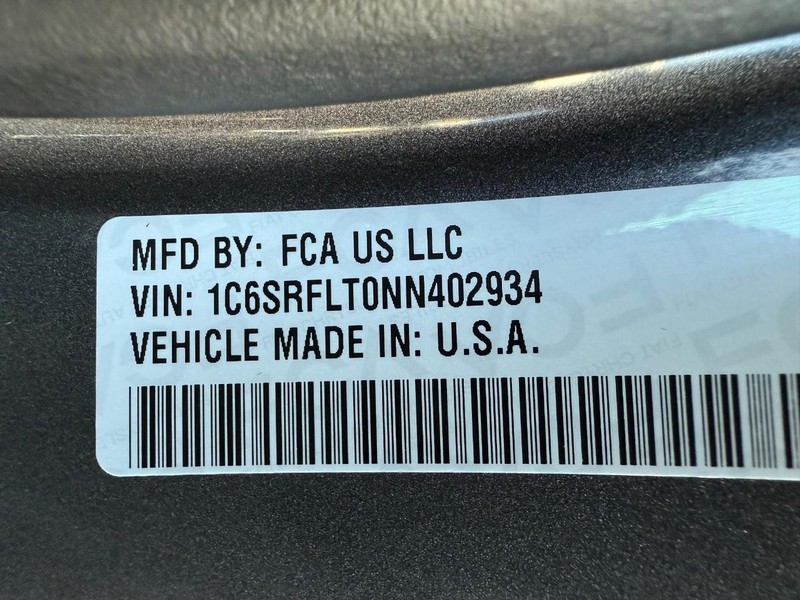 MFD BY: FCA US LLC
VIN: 1C6SRFLT0NN402934
VEHICLE MADE IN: U.S.A.